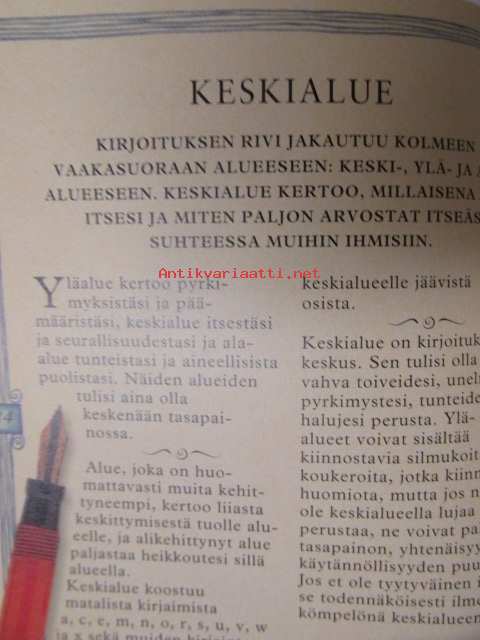 KESKIALUE
KIRJOITUKSEN RIVI JAKAUTUU KOLMEEN
VAAKASUORAAN ALUEESEEN: KESKI-, YLÄ- JA
ALUEESEEN. KESKIALUE KERTOO, MILLAISENA
ITSESI JA MITEN PALJON ARVOSTAT ITSEÄS
SUHTEESSA MUIHIN IHMISIIN.
Antikvariaatti.net
Yläalue kertoo pyrki-
myksistäsi ja pää-
määristäsi, keskialue itsestäsi
ja seurallisuudestasi ja ala-
alue tunteistasi ja aineellisista
puolistasi. Näiden alueiden
tulisi aina olla
keskenään tasapai-
nossa.
Alue, joka on huo-
mattavasti muita kehit-
tyneempi, kertoo liiasta
keskittymisestä tuolle alu-
eelle, ja alikehittynyt alue
paljastaa heikkoutesi sillä
alueella.
Keskialue koostuu
matalista kirjaimista
a, c, e, m, n, o, r, s, u, v, w
ja x sekä muiden
keskialueelle jäävistä
osista.
Keskialue on kirjoituk
keskus. Sen tulisi olla
vahva toiveidesi, unel
pyrkimystesi, tunteide
halujesi perusta. Ylä-
alueet voivat sisältää
kiinnostavia silmukoit
koukeroita, jotka kiinn
huomiota, mutta jos n
ole keskialueella lujaa
perustaa, ne voivat pa
tasapainon, yhtenäisyy
käytännöllisyyden puu
Jos et ole tyytyväinen i
se todennäköisesti ilme
kömpelönä keskialueen